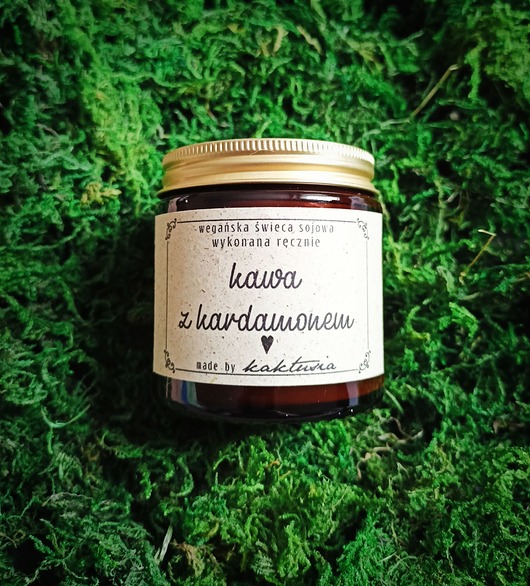 wegańska świeca sojowa
wykonana ręcznie
kawa
z kardamonem
made by kaktusia